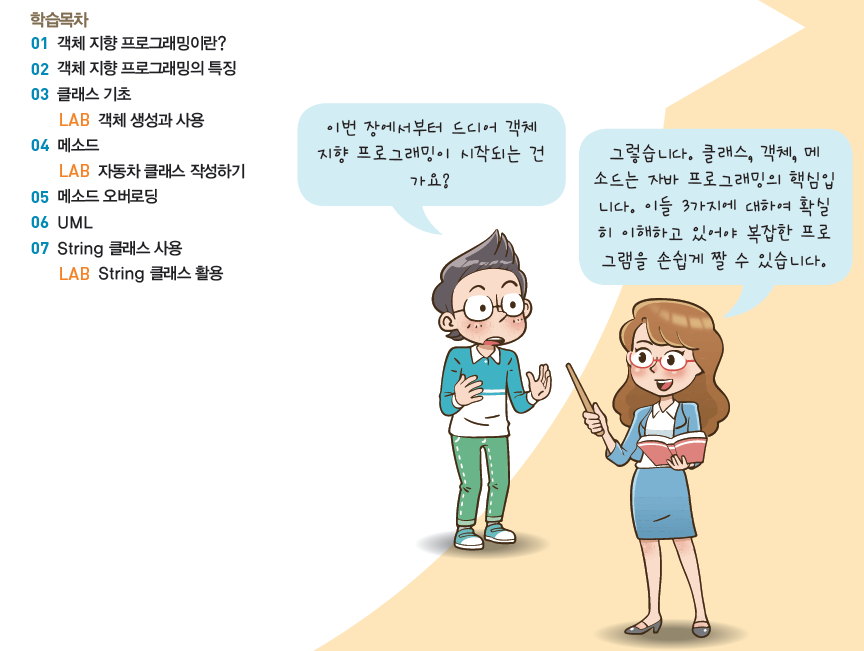 학습목차
01 객체 지향 프로그래밍이란?
02 객체 지향 프로그래밍의 특징
03 클래스 기초
LAB 객체 생성과 사용
04 메소드
LAB 자동차 클래스 작성하기
05 메소드 오버로딩
06 UML
07 String 클래스 사용
LAB String 클래스 활용
이번 장에서부터 드디어 객체
지향 프로그래밍이 시작되는 건
가요?
그렇습니다. 클래스, 객체, 메
소드는 자바 프로그래밍의 핵심입
니다. 이들 3가지에 대하여 확실
히 이해하고 있어야 복잡한 프로
그램을 손쉽게 짤 수 있습니다.